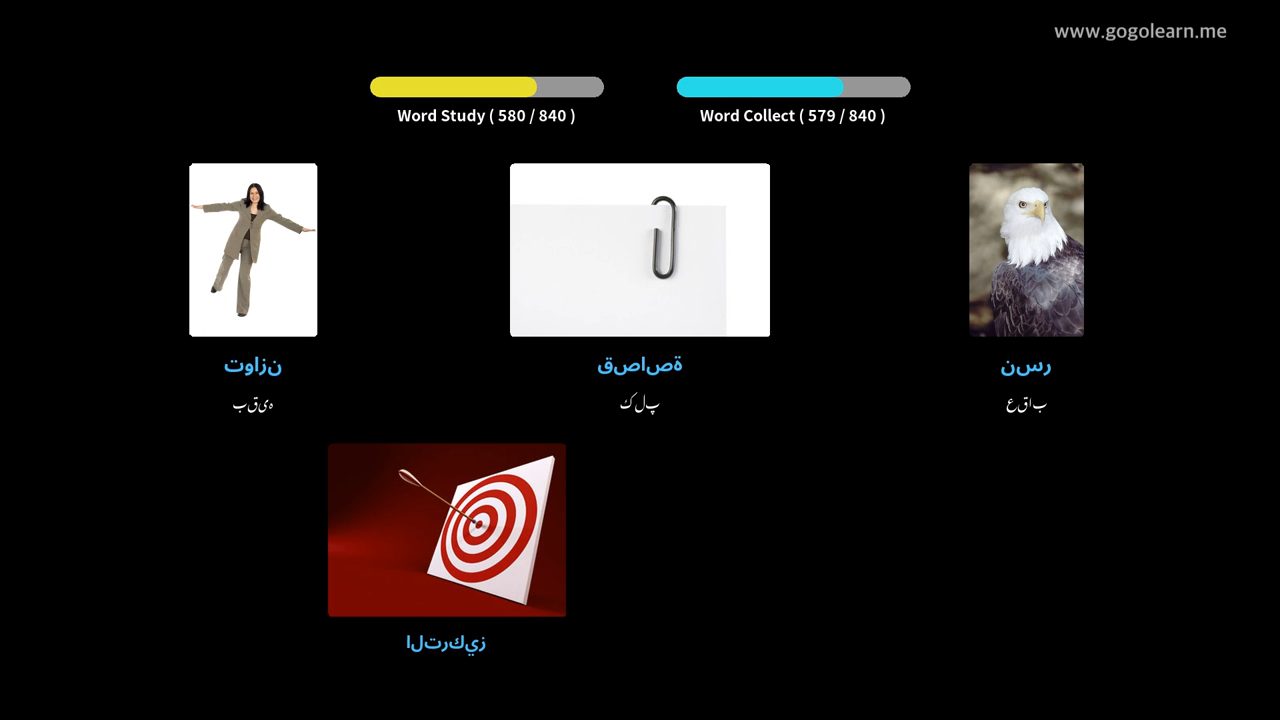 www.gogolearn.me
Word Study ( 580 / 840 )
Word Collect ( 579 / 840 )
توازن
قصاصة
نسر
بقیہ
کلپ
عقاب
التركيز